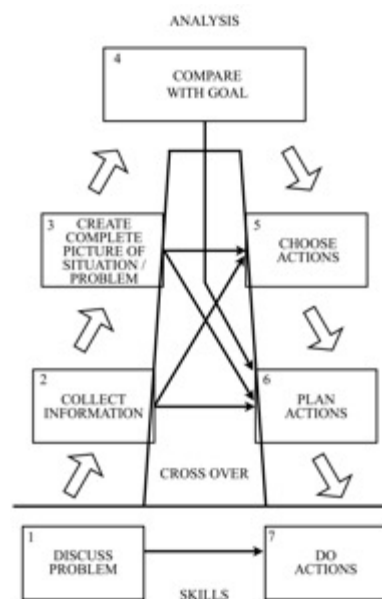 ANALYSIS
4
COMPARE
WITH GOAL
3
CREATE
COMPLETE
PICTURE OF
SITUATION /
PROBLEM
5
CHOOSE
ACTIONS
2
COLLECT
INFORMATION
6
PLAN
ACTIONS
CROSS OVER
1
DISCUSS
PROBLEM
7
DO
ACTIONS
SKILLS